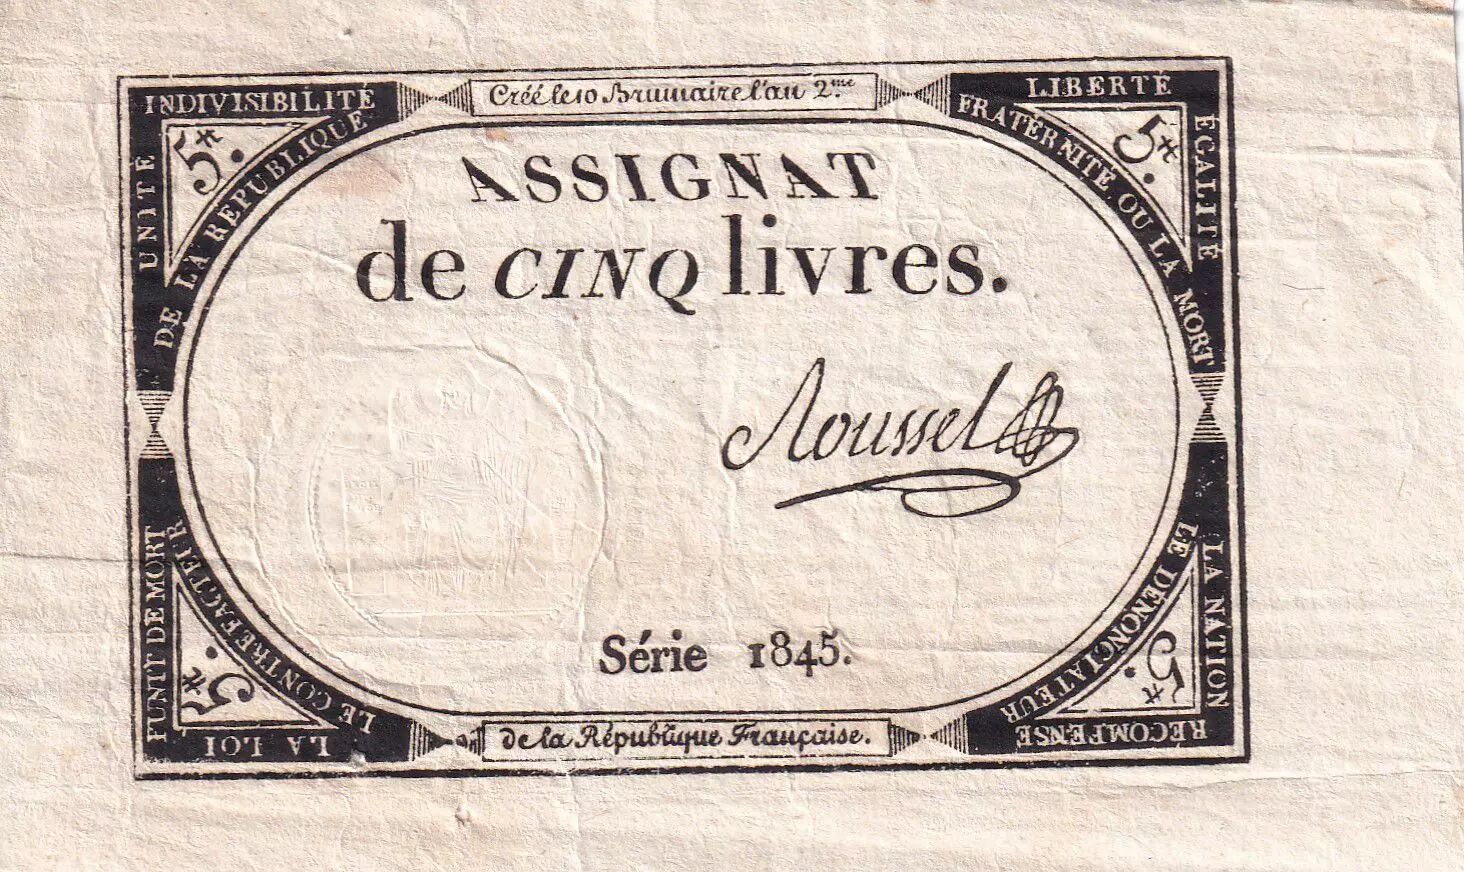 Créé le 10 Brumaire l'an 2.me
INDIVISIBILITÉ
UNITÉ
DE LA RÉPUBLIQUE
5₶.
LIBERTÉ
ÉGALITÉ
FRATERNITÉ OU LA MORT
5₶.
ASSIGNAT
de CINQ livres.
Roussel
Série 1845.
PUNIT DE MORT
LA LOI
LE CONTREFACTEUR
5₶.
LA NATION
RECOMPENSE
LE DÉNONCIATEUR
5₶.
de la République Française.